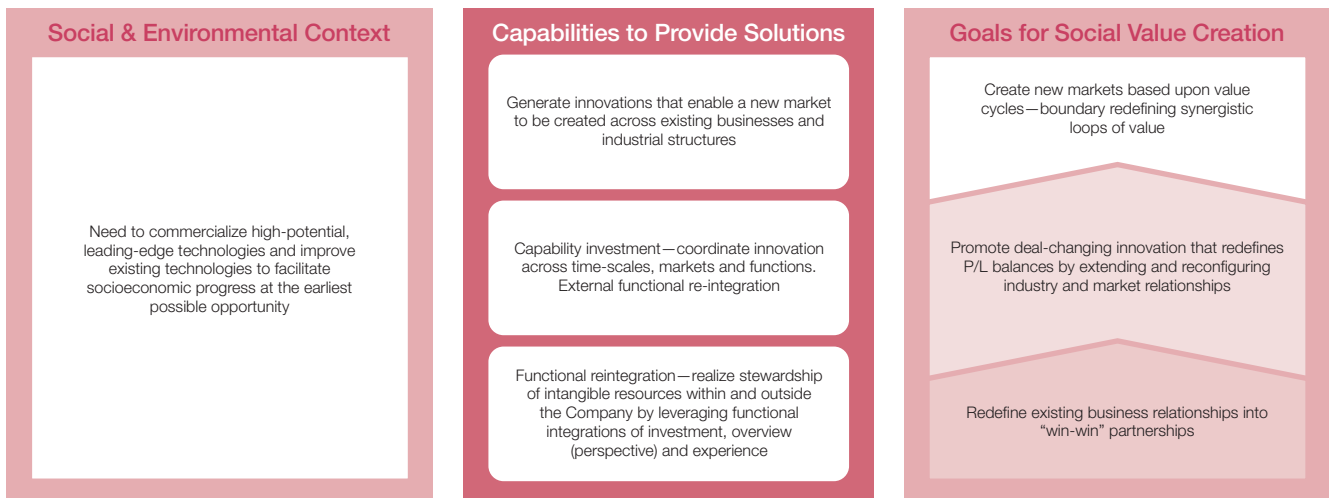 Social & Environmental Context
Need to commercialize high-potential,
leading-edge technologies and improve
existing technologies to facilitate
socioeconomic progress at the earliest
possible opportunity
Capabilities to Provide Solutions
Generate innovations that enable a new market
to be created across existing businesses and
industrial structures
Capability investment—coordinate innovation
across time-scales, markets and functions.
External functional re-integration
Functional reintegration—realize stewardship
of intangible resources within and outside
the Company by leveraging functional
integrations of investment, overview
(perspective) and experience
Goals for Social Value Creation
Create new markets based upon value
cycles—boundary redefining synergistic
loops of value
Promote deal-changing innovation that redefines
P/L balances by extending and reconfiguring
industry and market relationships
Redefine existing business relationships into
“win-win” partnerships